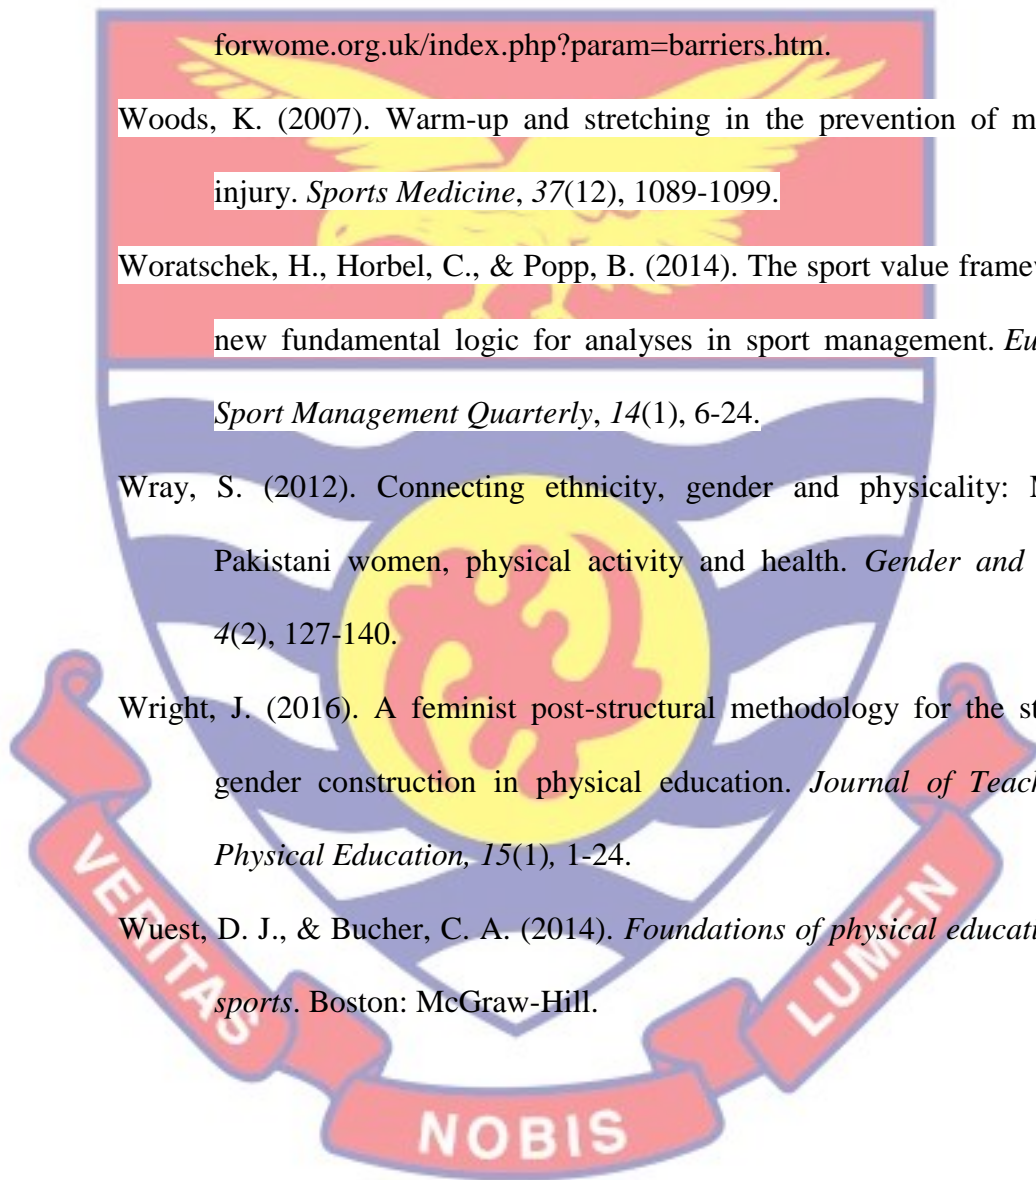 forwome.org.uk/index.php?param=barriers.htm.
Woods, K. (2007). Warm-up and stretching in the prevention of
injury. Sports Medicine, 37(12), 1089-1099.
Woratschek, H., Horbel, C., & Popp, B. (2014). The sport value
new fundamental logic for analyses in sport management.
Sport Management Quarterly, 14(1), 6-24.
Wray, S. (2012). Connecting ethnicity, gender and physicality:
Pakistani women, physical activity and health. Gender and
4(2), 127-140.
Wright, J. (2016). A feminist post-structural methodology for the
gender construction in physical education. Journal of
Physical Education, 15(1), 1-24.
Wuest, D. J., & Bucher, C. A. (2014). Foundations of physical
sports. Boston: McGraw-Hill.
VERITAS
NOBIS
LUMEN